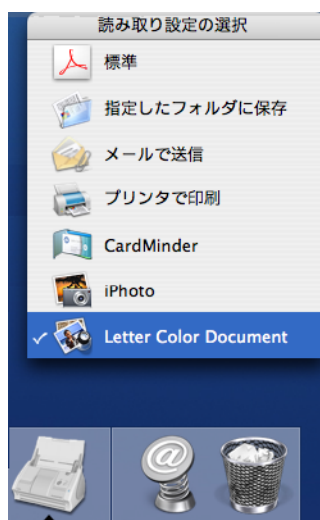 読み取り設定の選択
標準
指定したフォルダに保存
メールで送信
プリンタで印刷
CardMinder
iPhoto
Letter Color Document